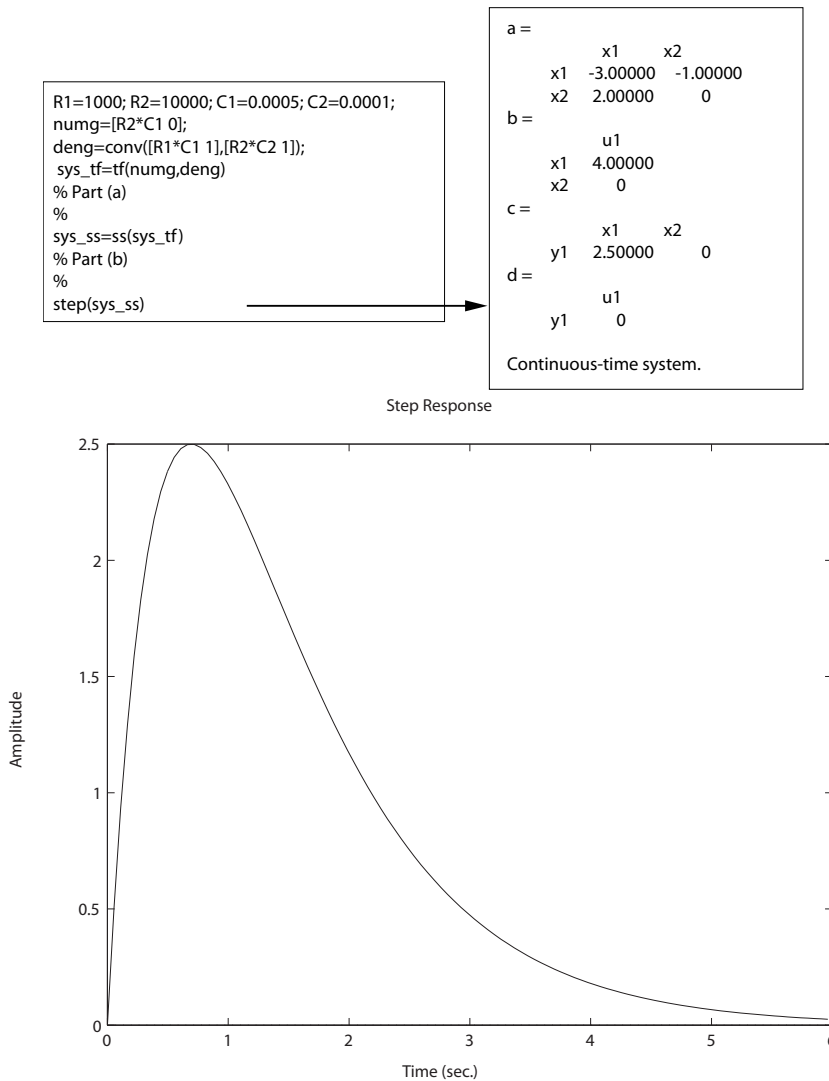 R1=1000; R2=10000; C1=0.0005; C2=0.0001;
numg=[R2*C1 0];
deng=conv([R1*C1 1],[R2*C2 1]);
sys_tf=tf(numg,deng)
% Part (a)
%
sys_ss=ss(sys_tf)
% Part (b)
%
step(sys_ss)
a =
x1 x2
x1 -3.00000 -1.00000
x2 2.00000 0
b =
u1
x1 4.00000
x2 0
c =
x1 x2
y1 2.50000 0
d =
u1
y1 0
Continuous-time system.
Step Response
2.5
2
1.5
1
0.5
0
Amplitude
0 1 2 3 4 5 6
Time (sec.)